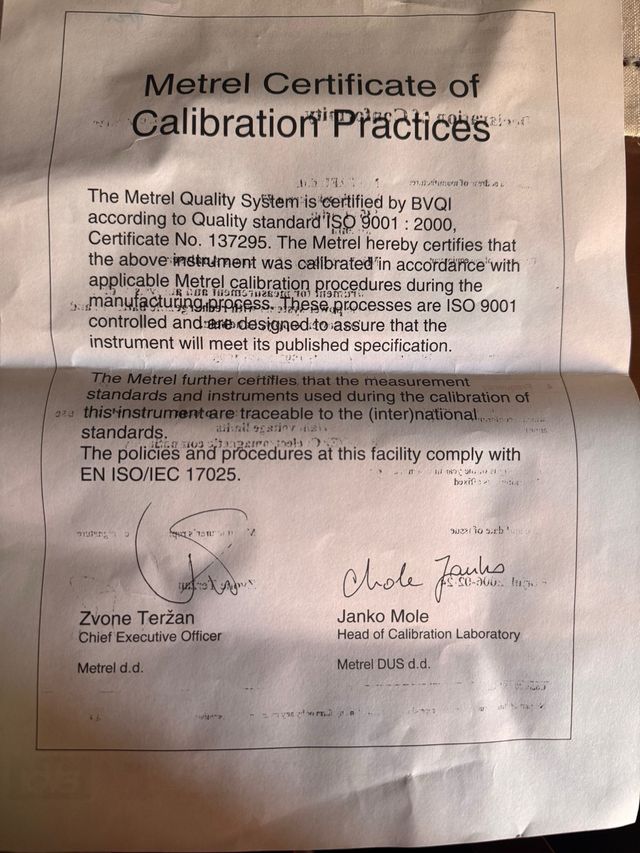 Metrel Certificate of
Calibration Practices
The Metrel Quality System is certified by BVQI
according to Quality standard ISO 9001 : 2000,
Certificate No. 137295. The Metrel hereby certifies that
the above instrument was calibrated in accordance with
applicable Metrel calibration procedures during the
manufacturing process. These processes are ISO 9001
controlled and are designed to assure that the
instrument will meet its published specification.
The Metrel further certifies that the measurement
standards and instruments used during the calibration of
this instrument are traceable to the (inter)national
standards.
The policies and procedures at this facility comply with
EN ISO/IEC 17025.
Mole Janko
Zvone Teržan Janko Mole
Chief Executive Officer Head of Calibration Laboratory
Metrel d.d. Metrel DUS d.d.